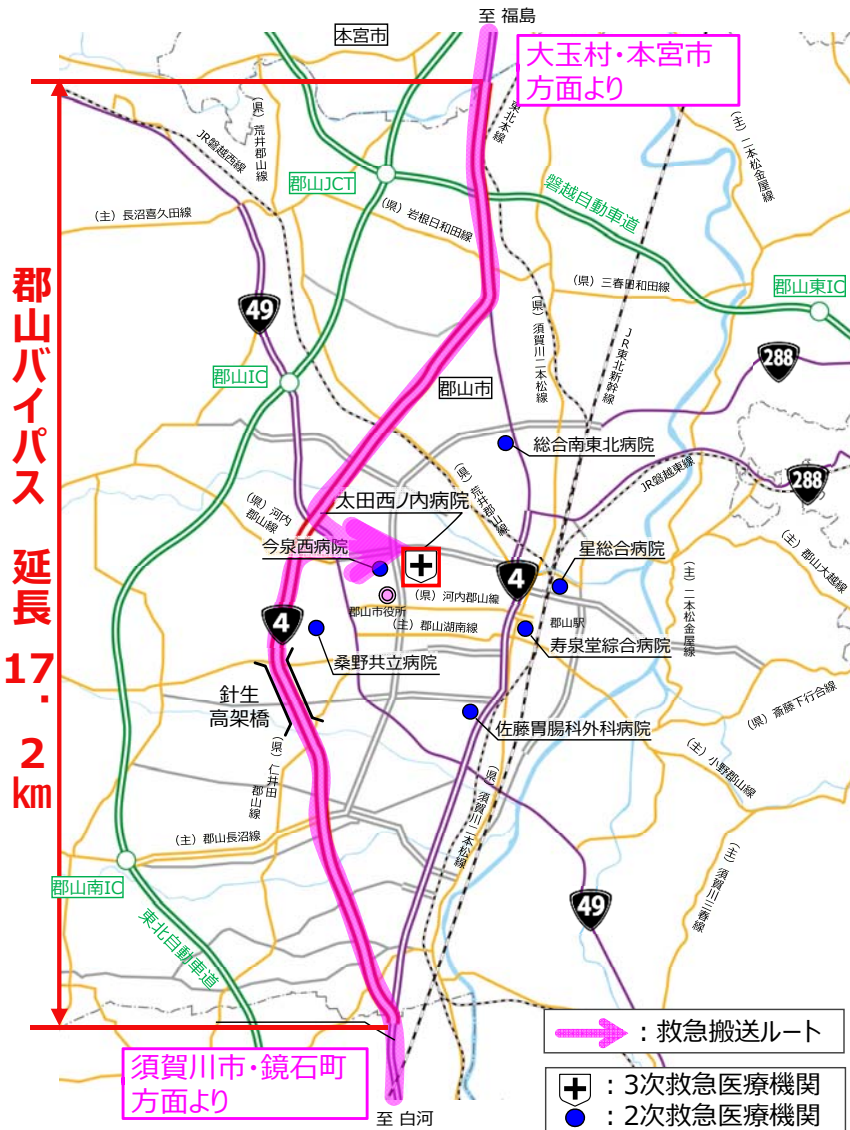 至 福島
本宮市
大玉村・本宮市
方面より
東北本線
(県)荒井郡山線
JR磐越西線
(主)二本松金屋線
郡山JCT
磐越自動車道
(県)岩根日和田線
(主)長沼喜久田線
郡山東IC
(県)三春日和田線
49
(県)須賀川二本松線
JR東北新幹線
288
郡山IC
郡山市
郡山バイパス 延長 17.2km
総合南東北病院
(県)荒井郡山線
JR磐越東線
288
太田西ノ内病院
(県)河内
郡山線
今泉西病院
星総合病院
(主)郡山大越線
4
(県)河内郡山線
(主)二本松金屋線
郡山市役所
4
(主)郡山湖南線
郡山駅
寿泉堂綜合病院
桑野共立病院
針生
高架橋
佐藤胃腸科外科病院
(県)斎藤下行合線
(主)小野郡山線
(県)仁井田
郡山線
(県)須賀川二本松線
(主)郡山長沼線
(主)須賀川三春線
郡山南IC
49
東北自動車道
須賀川市・鏡石町
方面より
至 白河
:救急搬送ルート
:3次救急医療機関
:2次救急医療機関